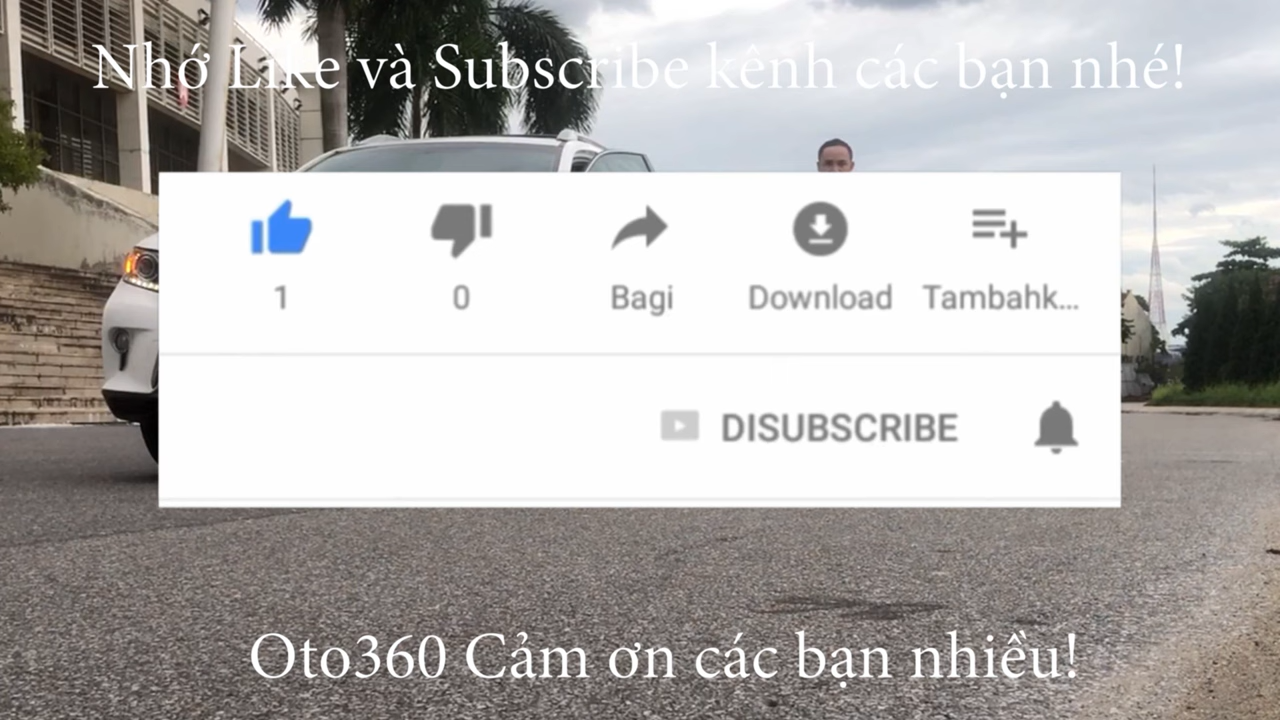 Nhớ Like và Subscribe kênh các bạn nhé!
1 0 Bagi Download Tambahk...
DISUBSCRIBE
Oto360 Cảm ơn các bạn nhiều!